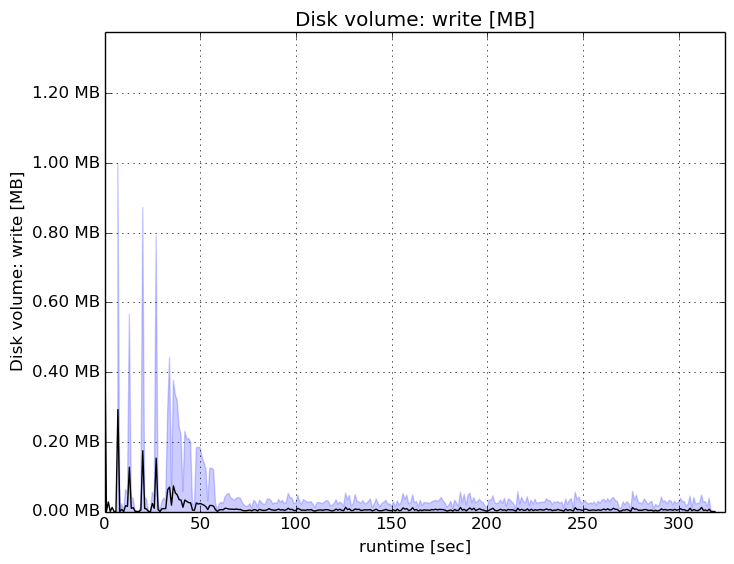 Disk volume: write [MB]
1.20 MB
1.00 MB
0.80 MB
0.60 MB
0.40 MB
0.20 MB
0.00 MB
Disk volume: write [MB]
0 50 100 150 200 250 300
runtime [sec]